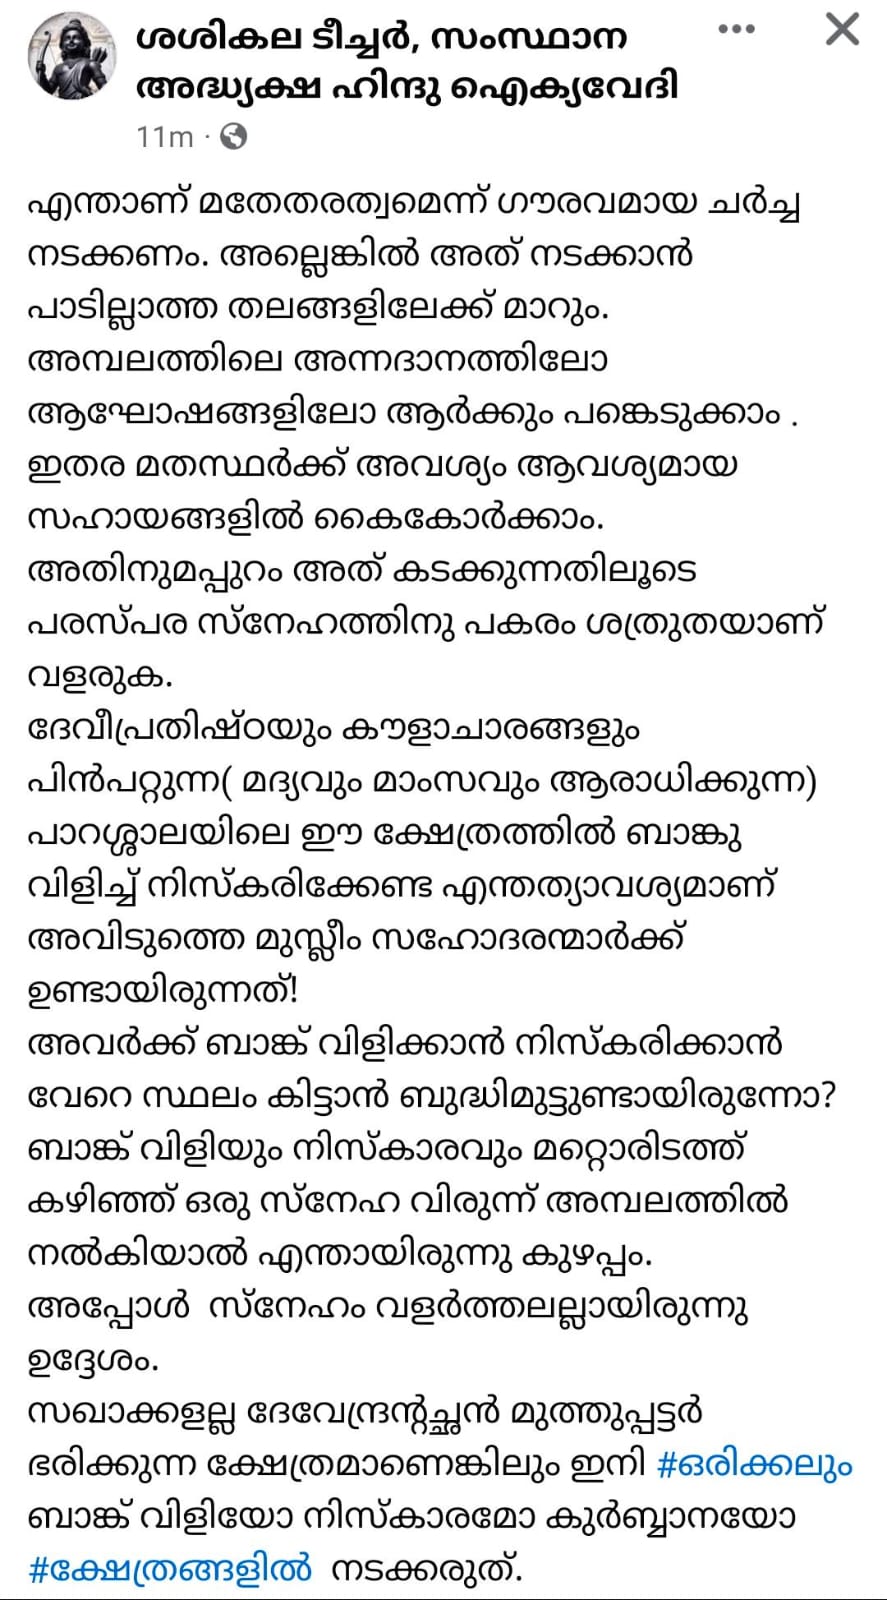 ശശികല ടീച്ചർ, സംസ്ഥാന
അദ്ധ്യക്ഷ ഹിന്ദു ഐക്യവേദി
11m ·
എന്താണ് മതേതരത്വമെന്ന് ഗൗരവമായ ചർച്ച
നടക്കണം. അല്ലെങ്കിൽ അത് നടക്കാൻ
പാടില്ലാത്ത തലങ്ങളിലേക്ക് മാറും.
അമ്പലത്തിലെ അന്നദാനത്തിലോ
ആഘോഷങ്ങളിലോ ആർക്കും പങ്കെടുക്കാം .
ഇതര മതസ്ഥർക്ക് അവശ്യം ആവശ്യമായ
സഹായങ്ങളിൽ കൈകോർക്കാം.
അതിനുമപ്പുറം അത് കടക്കുന്നതിലൂടെ
പരസ്പര സ്നേഹത്തിനു പകരം ശത്രുതയാണ്
വളരുക.
ദേവീപ്രതിഷ്ഠയും കൗളാചാരങ്ങളും
പിൻപറ്റുന്ന( മദ്യവും മാംസവും ആരാധിക്കുന്ന)
പാറശ്ശാലയിലെ ഈ ക്ഷേത്രത്തിൽ ബാങ്കു
വിളിച്ച് നിസ്കരിക്കേണ്ട എന്തത്യാവശ്യമാണ്
അവിടുത്തെ മുസ്ലീം സഹോദരന്മാർക്ക്
ഉണ്ടായിരുന്നത്!
അവർക്ക് ബാങ്ക് വിളിക്കാൻ നിസ്കരിക്കാൻ
വേറെ സ്ഥലം കിട്ടാൻ ബുദ്ധിമുട്ടുണ്ടായിരുന്നോ?
ബാങ്ക് വിളിയും നിസ്കാരവും മറ്റൊരിടത്ത്
കഴിഞ്ഞ് ഒരു സ്നേഹ വിരുന്ന് അമ്പലത്തിൽ
നൽകിയാൽ എന്തായിരുന്നു കുഴപ്പം.
അപ്പോൾ സ്നേഹം വളർത്തലല്ലായിരുന്നു
ഉദ്ദേശം.
സഖാക്കളല്ല ദേവേന്ദ്രന്റച്ഛൻ മുത്തുപ്പട്ടർ
ഭരിക്കുന്ന ക്ഷേത്രമാണെങ്കിലും ഇനി #ഒരിക്കലും
ബാങ്ക് വിളിയോ നിസ്കാരമോ കുർബ്ബാനയോ
#ക്ഷേത്രങ്ങളിൽ നടക്കരുത്.